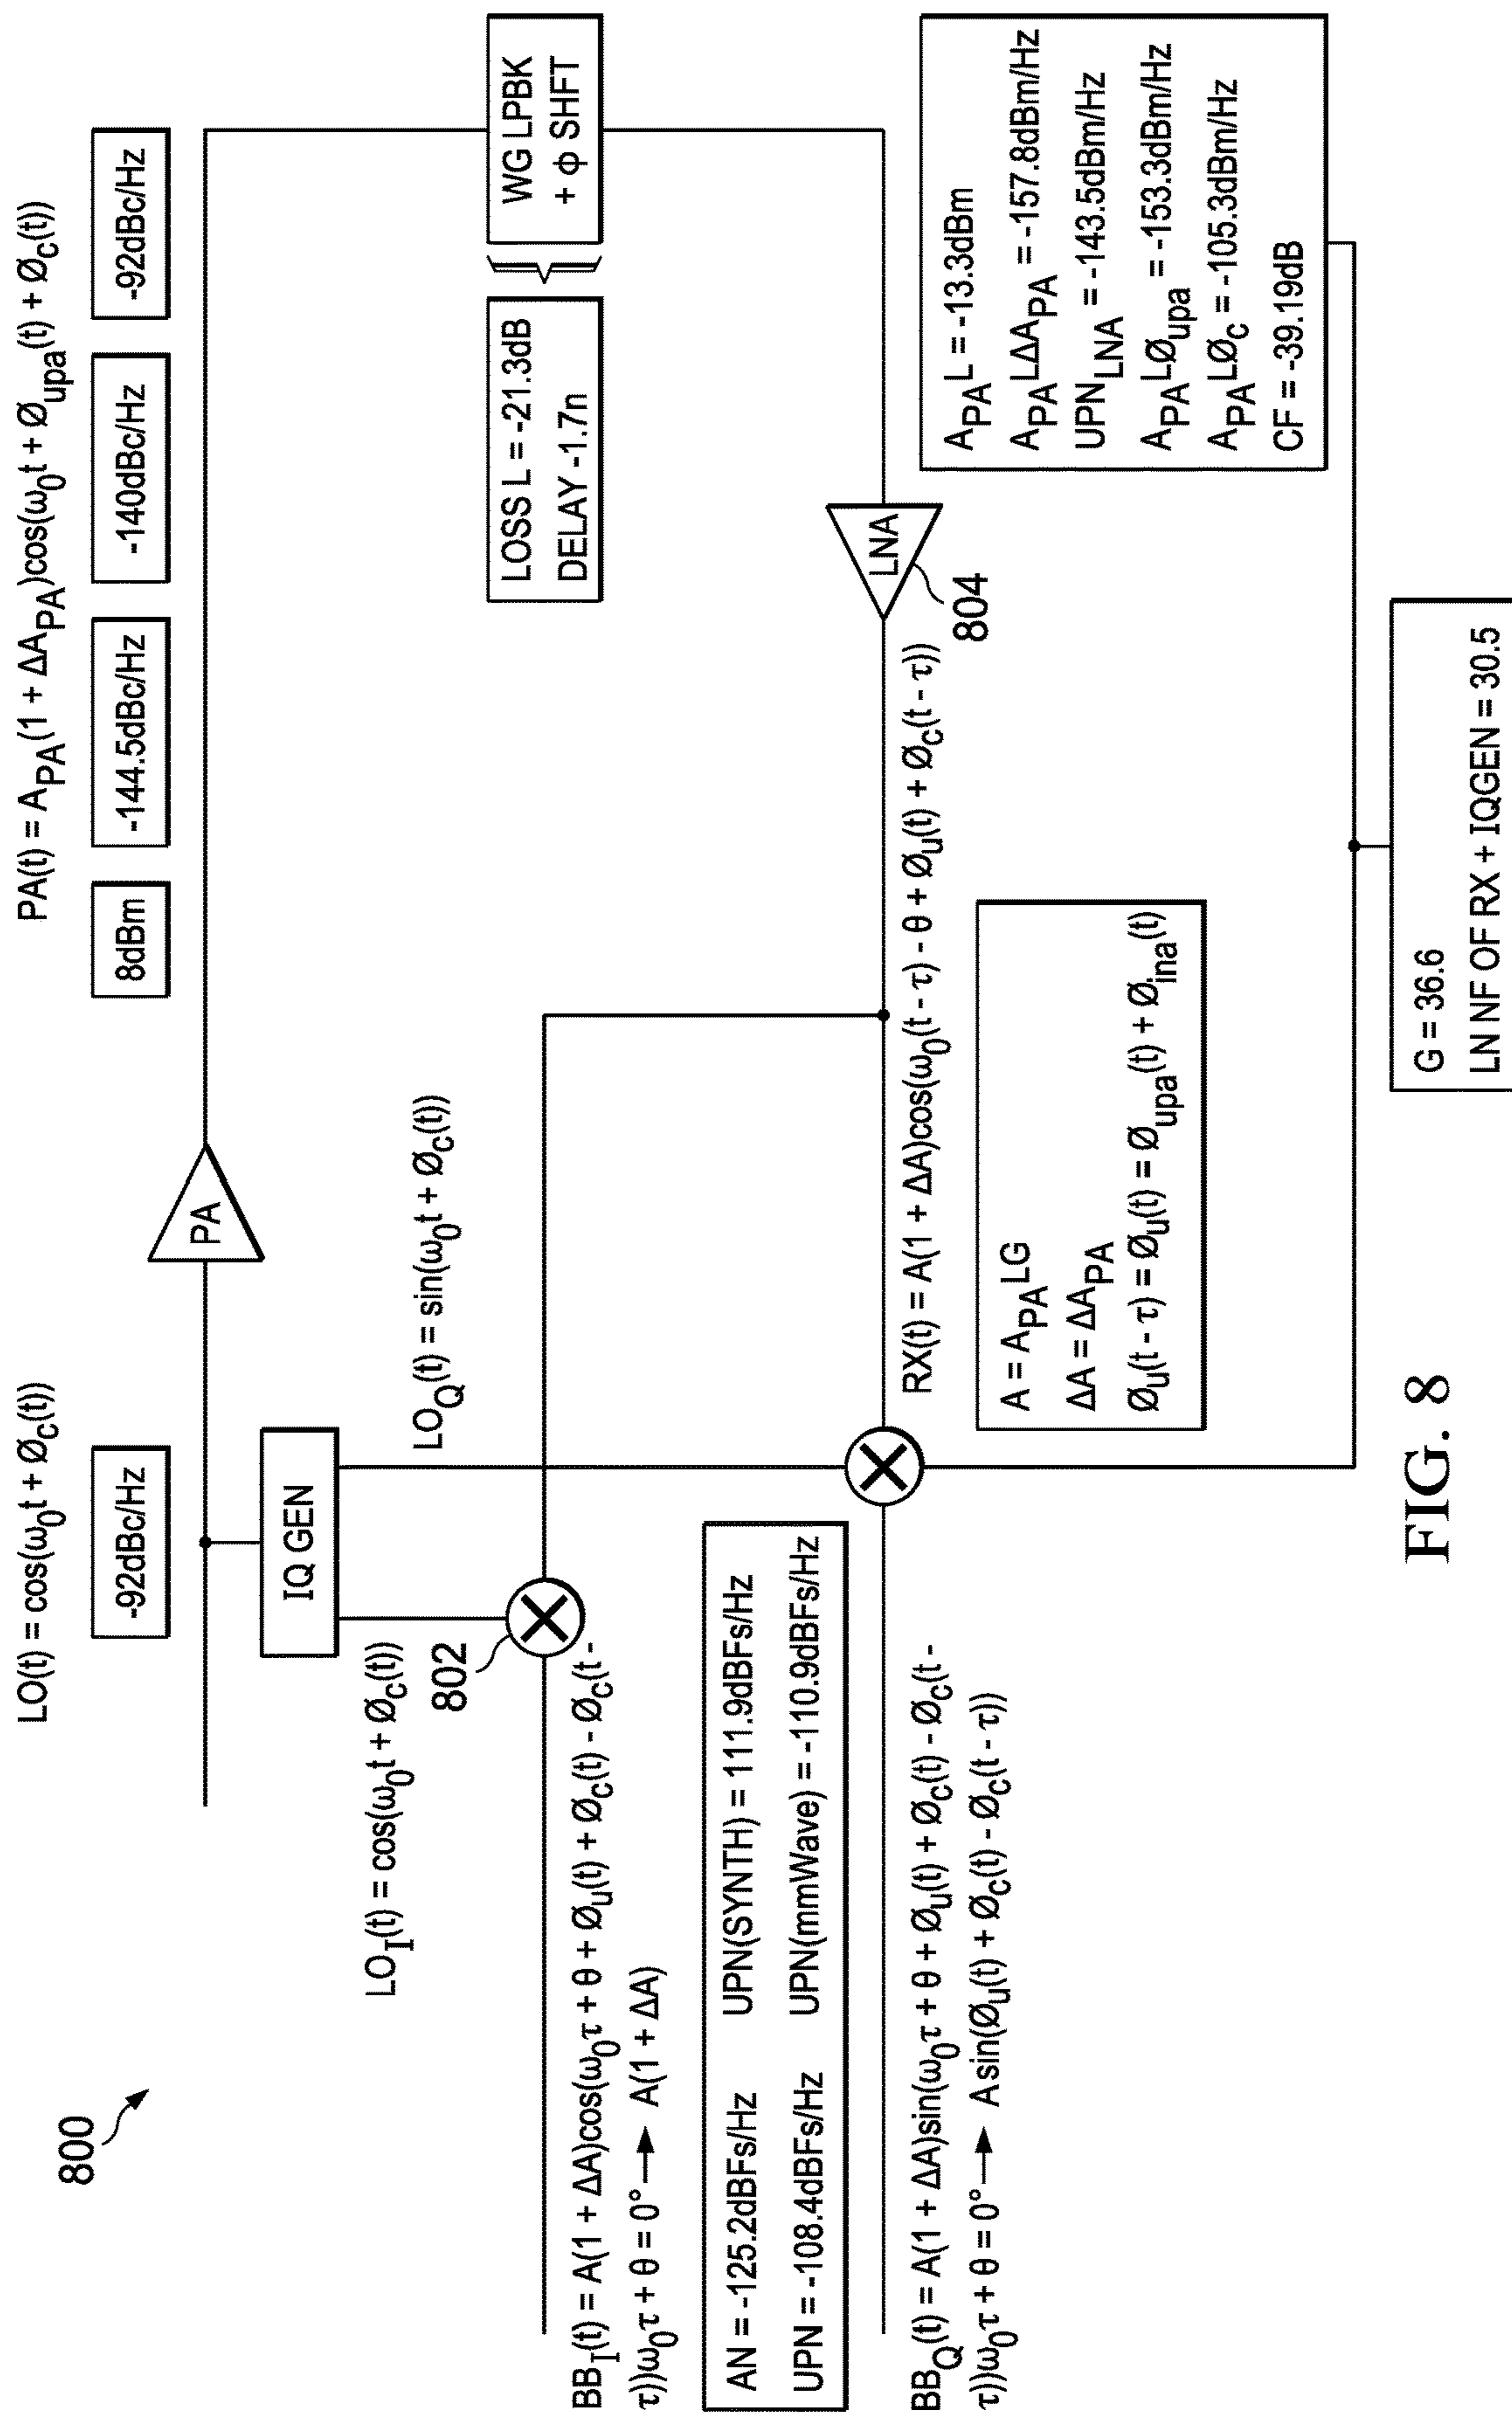 800
LO(t) = cos(ω0t + Øc(t))
-92dBc/Hz
PA(t) = APA(1 + ΔAPA)cos(ω0t + Øupa(t) + Øc(t))
8dBm
-144.5dBc/Hz
-140dBc/Hz
-92dBc/Hz
PA
IQ GEN
LOI(t) = cos(ω0t + Øc(t))
LOQ(t) = sin(ω0t + Øc(t))
802
WG LPBK
+ ϕ SHFT
LOSS L = -21.3dB
DELAY -1.7n
BBI(t) = A(1 + ΔA)cos(ω0τ + θ + Øu(t) + Øc(t) - Øc(t -
τ))ω0τ + θ = 0° → A(1 + ΔA)
AN = -125.2dBFs/Hz UPN(SYNTH) = 111.9dBFs/Hz
UPN = -108.4dBFs/Hz UPN(mmWave) = -110.9dBFs/Hz
LNA
804
RX(t) = A(1 + ΔA)cos(ω0(t - τ) - θ + Øu(t) + Øc(t - τ))
BBQ(t) = A(1 + ΔA)sin(ω0τ + θ + Øu(t) + Øc(t) - Øc(t -
τ))ω0τ + θ = 0° → A sin(Øu(t) + Øc(t) - Øc(t - τ))
A = APALG
ΔA = ΔAPA
Øu(t - τ) = Øu(t) = Øupa(t) + Øina(t)
APAL = -13.3dBm
APALΔAPA = -157.8dBm/Hz
UPNLNA = -143.5dBm/Hz
APALØupa = -153.3dBm/Hz
APALØc = -105.3dBm/Hz
CF = -39.19dB
G = 36.6
LN NF OF RX + IQGEN = 30.5
FIG. 8